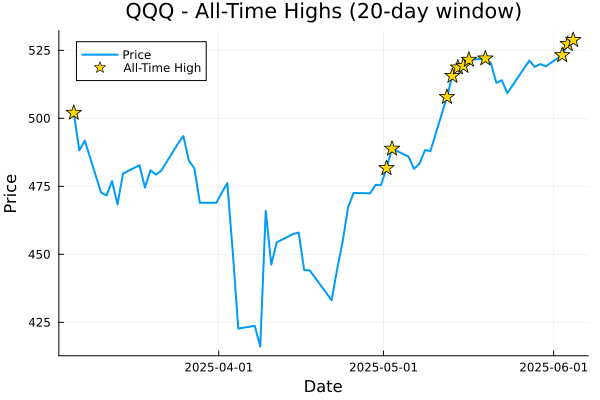 QQQ - All-Time Highs (20-day window)
Price
All-Time High
525
500
475
450
425
Price
2025-04-01
2025-05-01
2025-06-01
Date